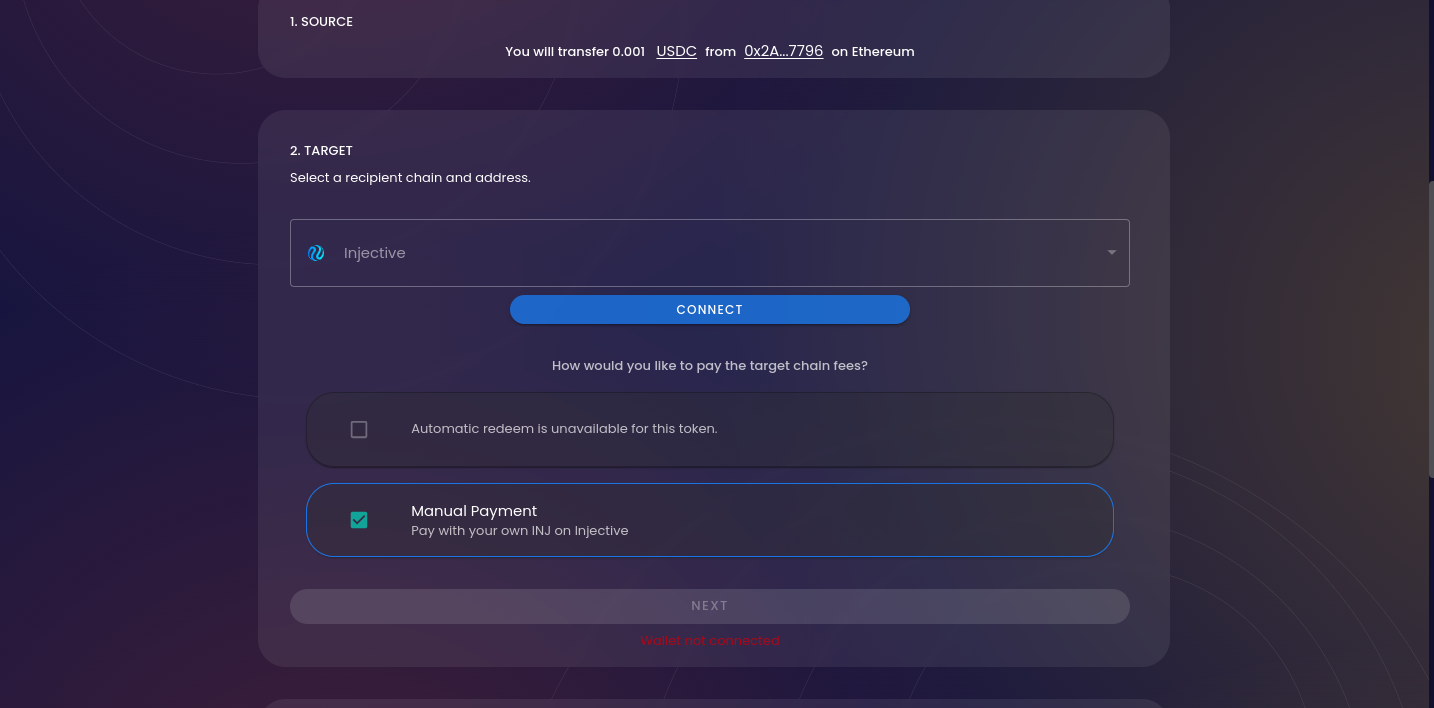 1. SOURCE
You will transfer 0.001 USDC from 0x2A...7796 on Ethereum
2. TARGET
Select a recipient chain and address.
Injective
CONNECT
How would you like to pay the target chain fees?
Automatic redeem is unavailable for this token.
Manual Payment
Pay with your own INJ on Injective
NEXT
Wallet not connected